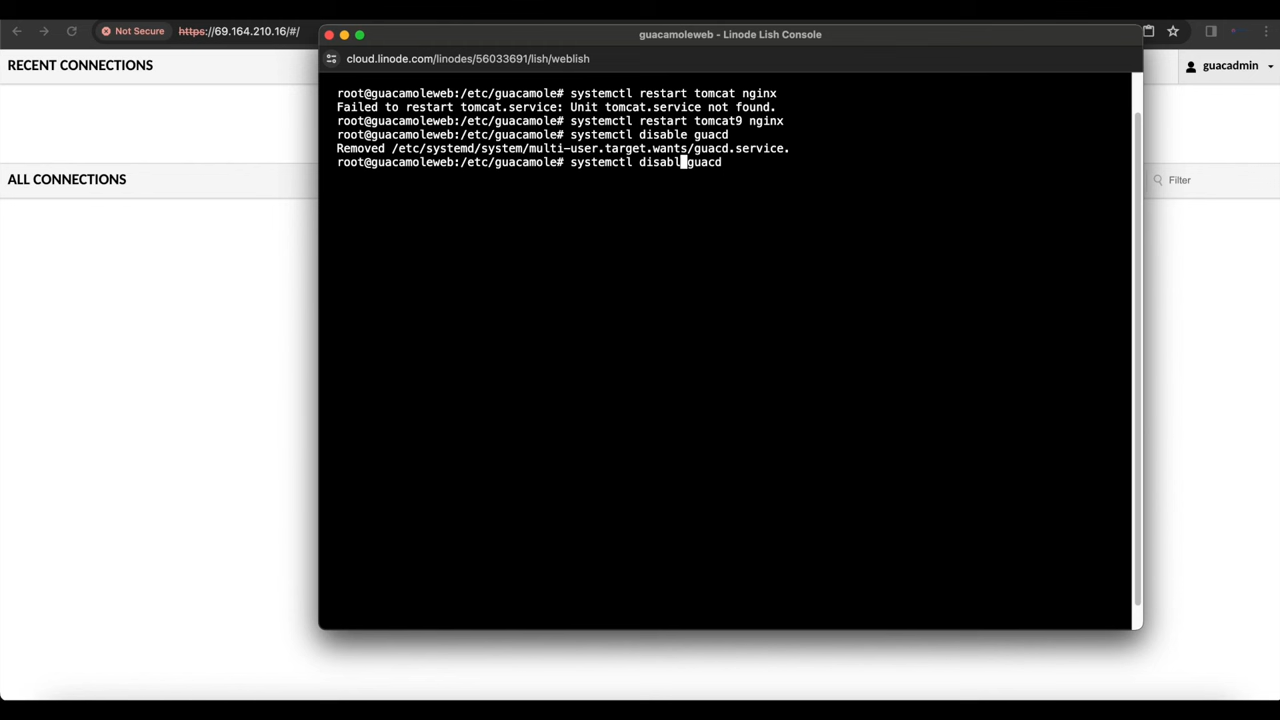 guacamoleweb - Linode Lish Console
Not Secure https://69.164.210.16/#/
cloud.linode.com/linodes/56033691/lish/weblish
RECENT CONNECTIONS
guacadmin
root@guacamoleweb:/etc/guacamole# systemctl restart tomcat nginx
Failed to restart tomcat.service: Unit tomcat.service not found.
root@guacamoleweb:/etc/guacamole# systemctl restart tomcat9 nginx
root@guacamoleweb:/etc/guacamole# systemctl disable guacd
Removed /etc/systemd/system/multi-user.target.wants/guacd.service.
root@guacamoleweb:/etc/guacamole# systemctl disabl guacd
ALL CONNECTIONS
Filter